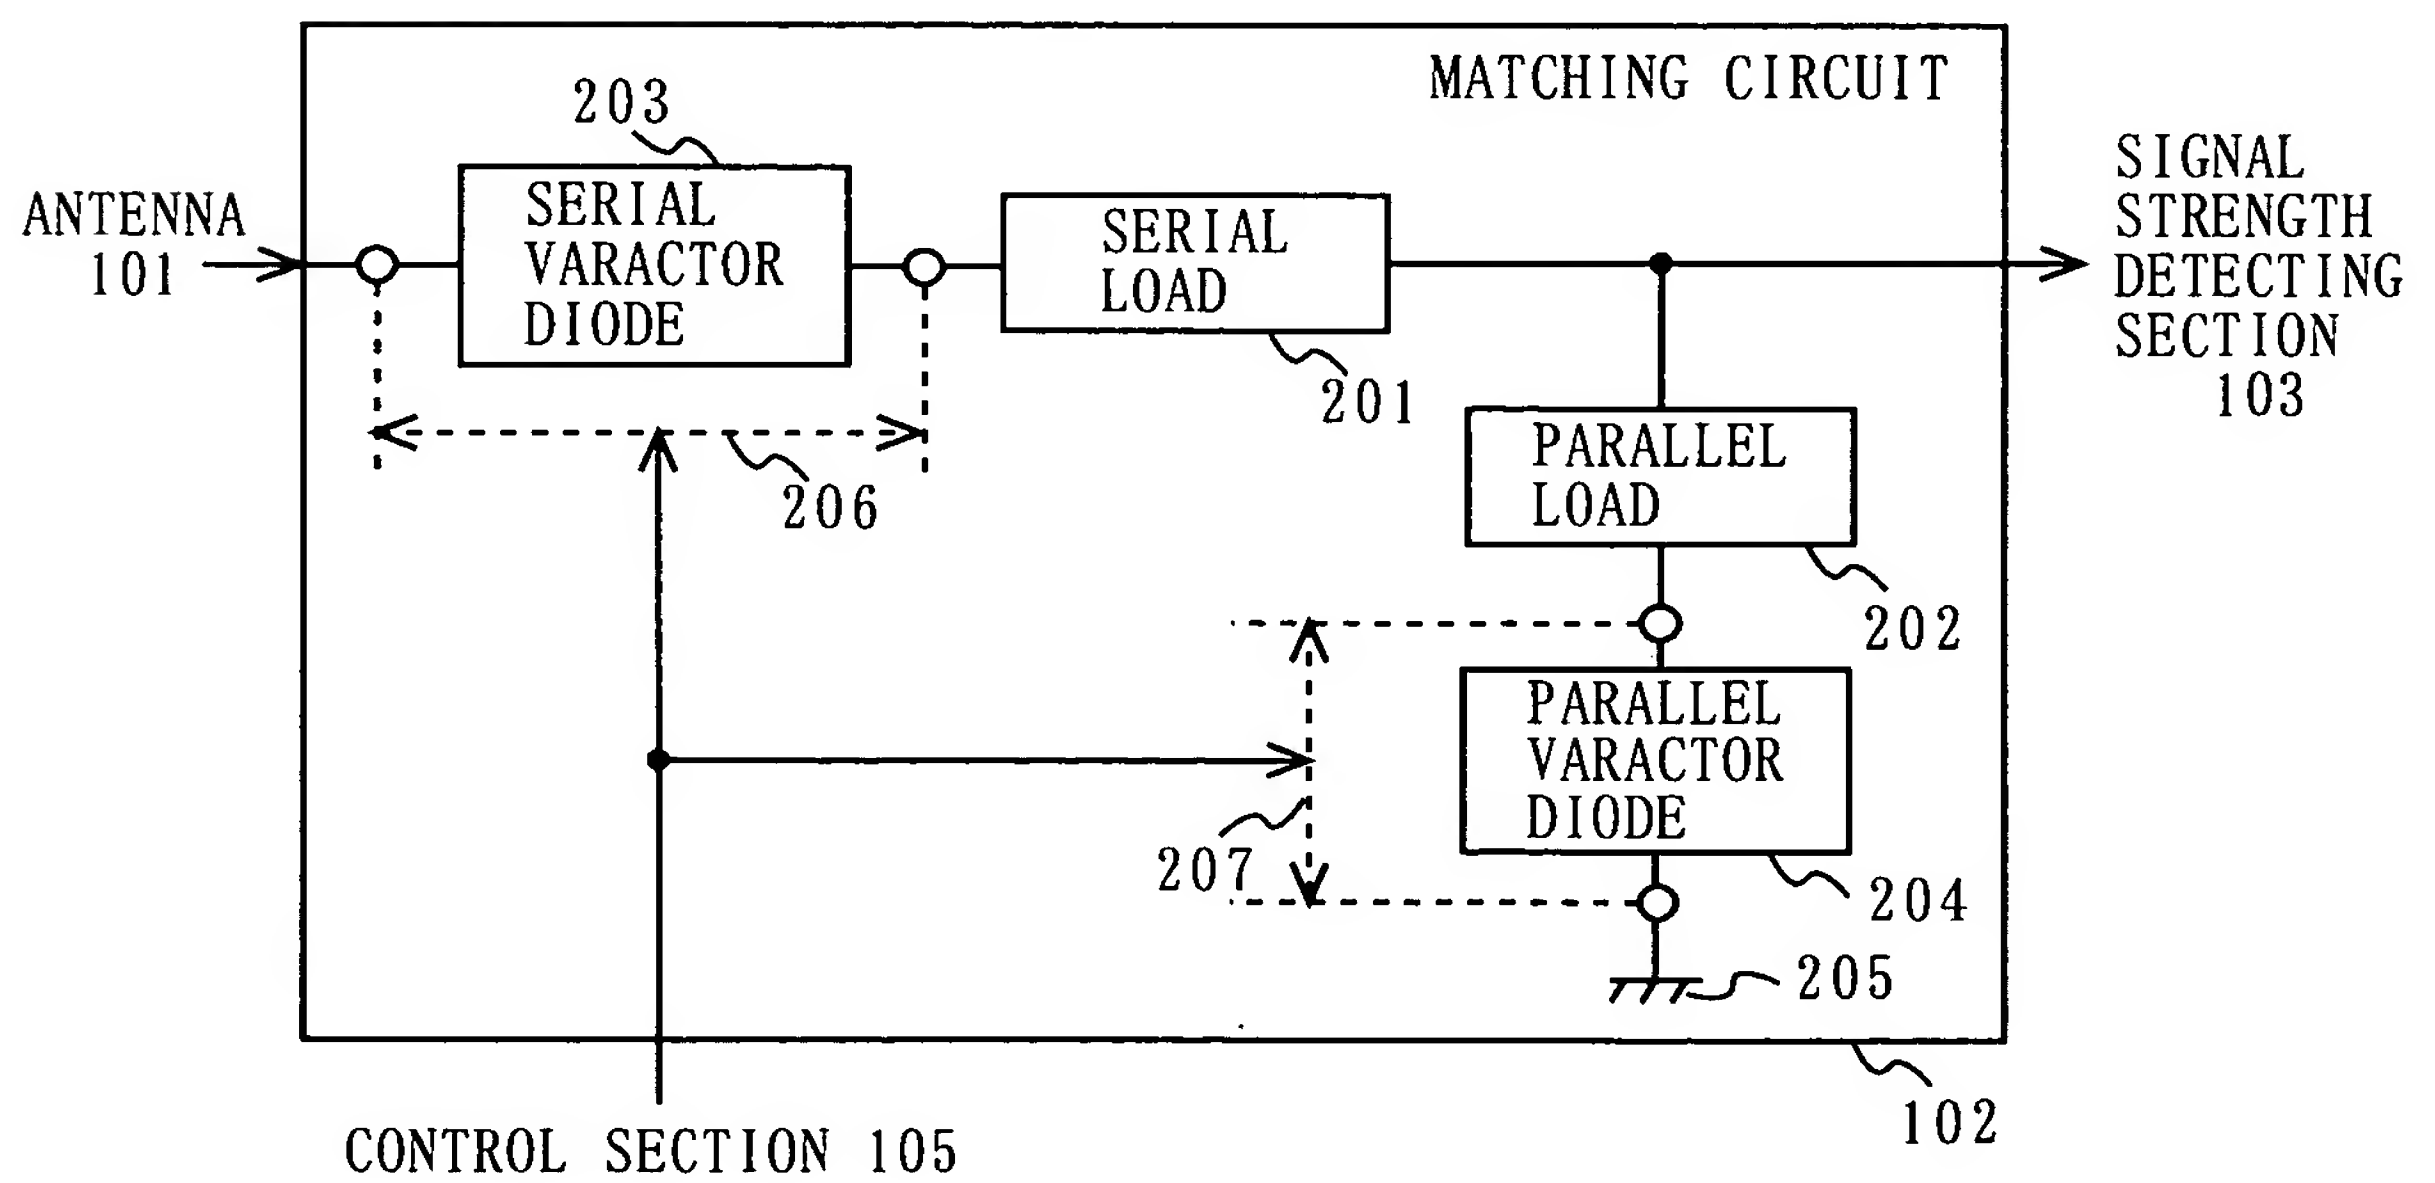 MATCHING CIRCUIT
203
ANTENNA
101
SERIAL
VARACTOR
DIODE
SERIAL
LOAD
201
SIGNAL
STRENGTH
DETECTING
SECTION
103
206
PARALLEL
LOAD
202
PARALLEL
VARACTOR
DIODE
207
204
205
102
CONTROL SECTION 105